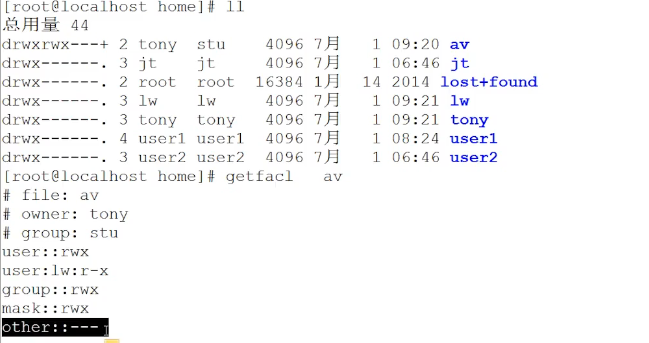 [root@localhost home]# ll
总用量 44
drwxrwx---+ 2 tony  stu    4096 7月   1 09:20 av
drwx------. 3 jt    jt     4096 7月   1 06:46 jt
drwx------. 2 root  root  16384 1月  14 2014 lost+found
drwx------. 3 lw    lw     4096 7月   1 09:21 lw
drwx------. 3 tony  tony   4096 7月   1 09:21 tony
drwx------. 4 user1 user1  4096 7月   1 08:24 user1
drwx------. 3 user2 user2  4096 7月   1 06:46 user2
[root@localhost home]# getfacl   av
# file: av
# owner: tony
# group: stu
user::rwx
user:lw:r-x
group::rwx
mask::rwx
other::---